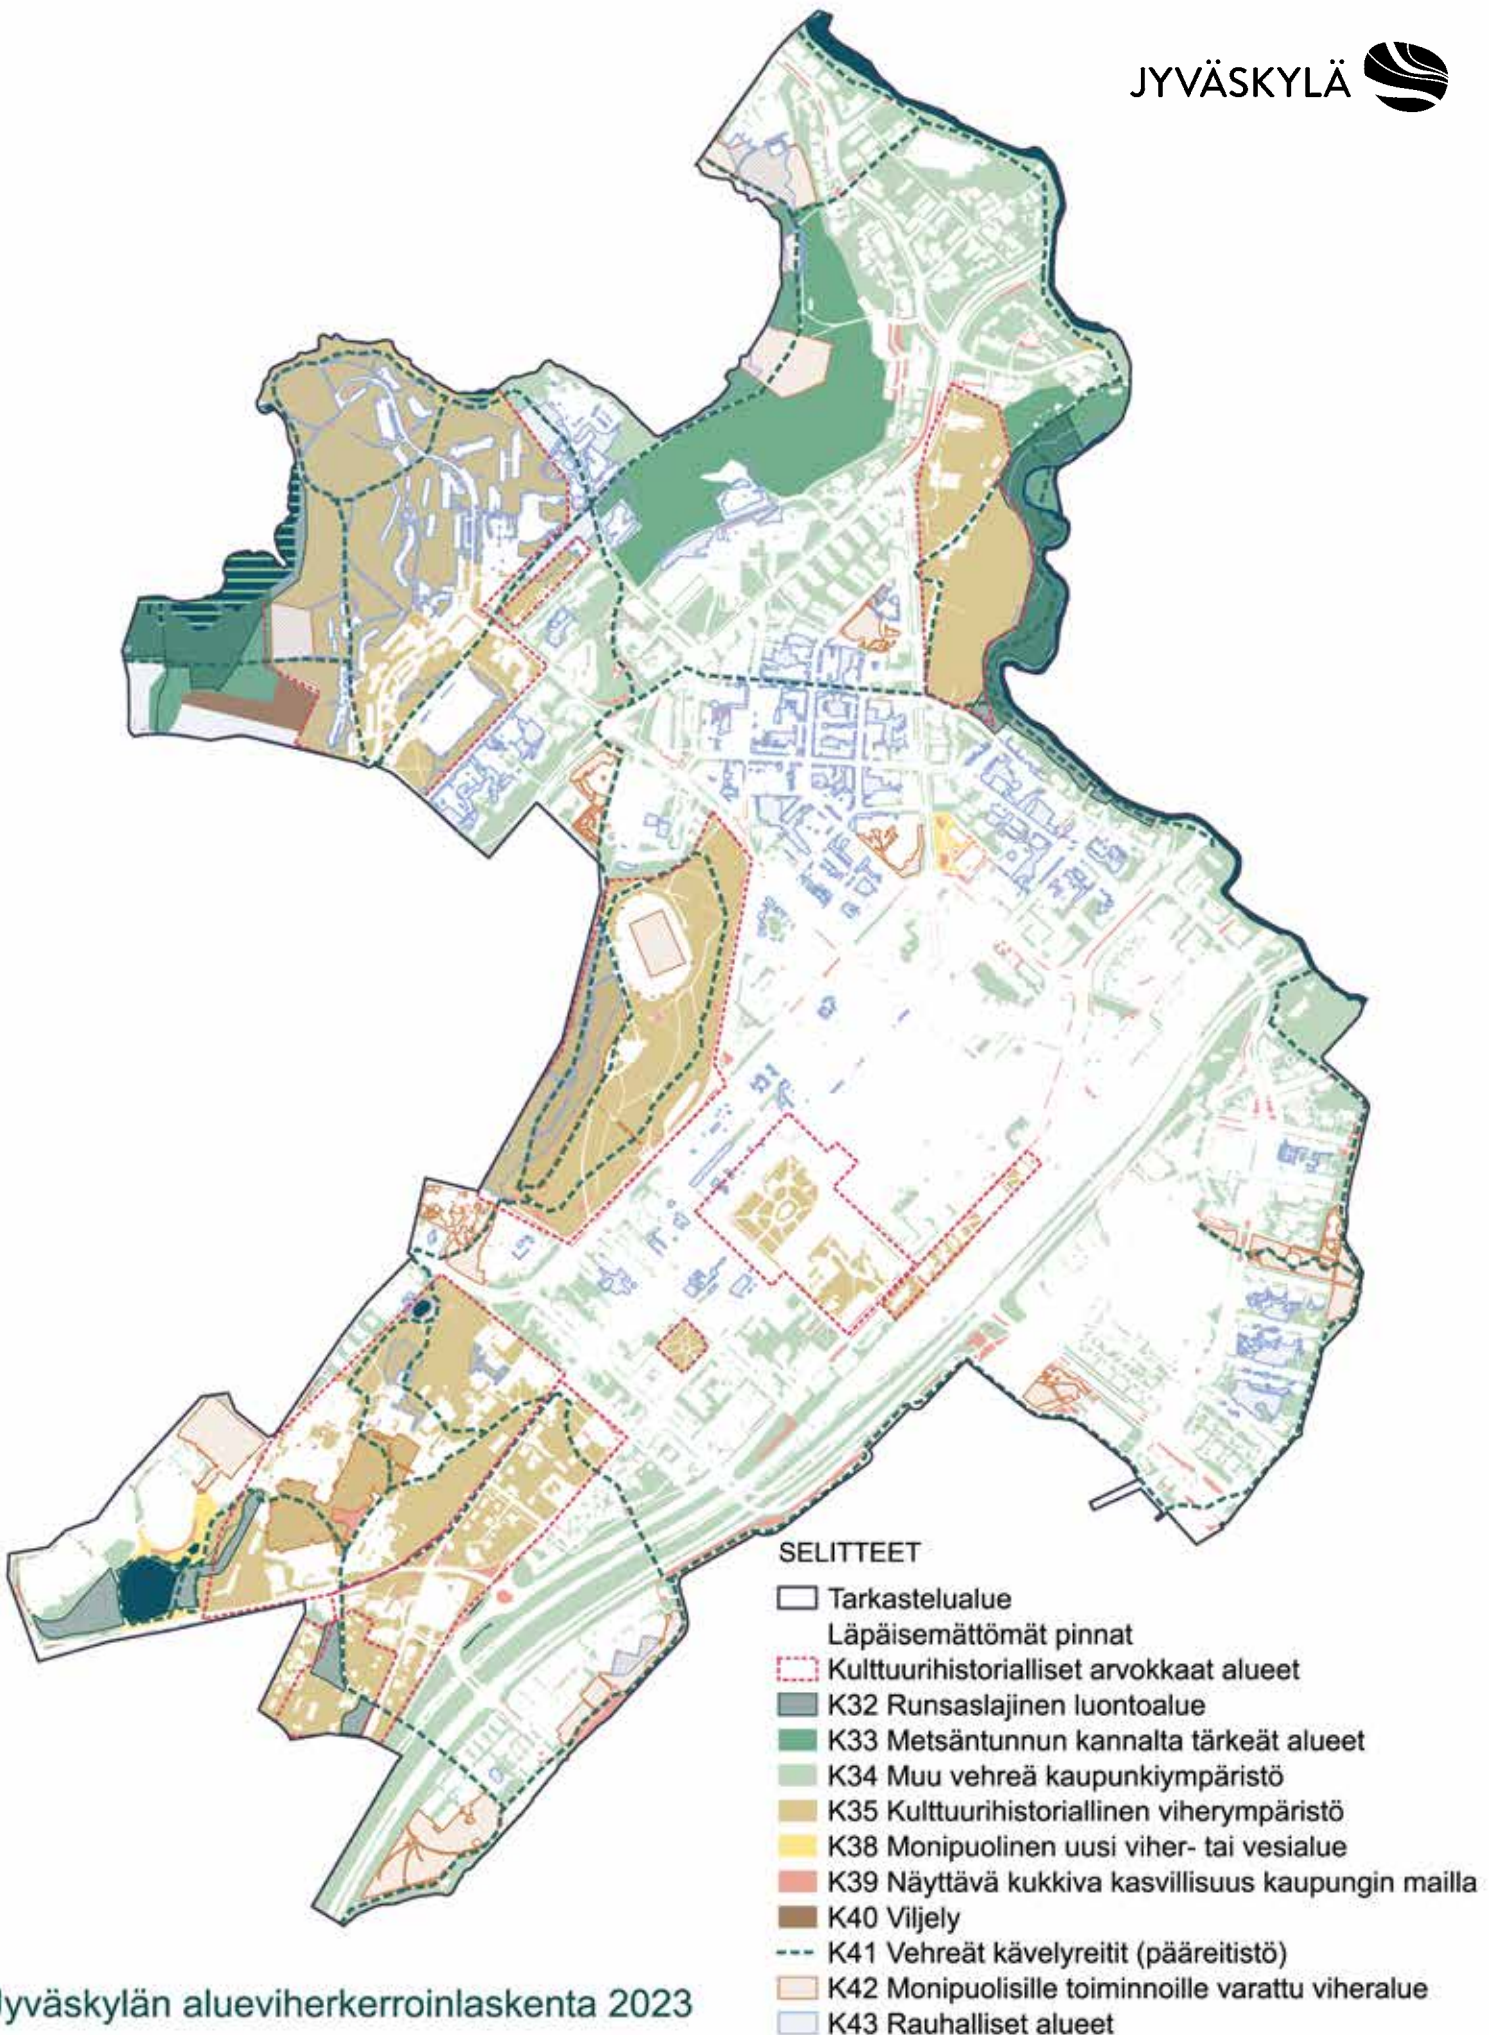 JYVÄSKYLÄ
SELITTEET
Tarkastelualue
Läpäisemättömät pinnat
Kulttuurihistorialliset arvokkaat alueet
K32 Runsaslajinen luontoalue
K33 Metsäntunnun kannalta tärkeät alueet
K34 Muu vehreä kaupunkiympäristö
K35 Kulttuurihistoriallinen viherympäristö
K38 Monipuolinen uusi viher- tai vesialue
K39 Näyttävä kukkiva kasvillisuus kaupungin mailla
K40 Viljely
K41 Vehreät kävelyreitit (pääreitistö)
K42 Monipuolisille toiminnoille varattu viheralue
K43 Rauhalliset alueet
Jyväskylän alueviherkerroinlaskenta 2023